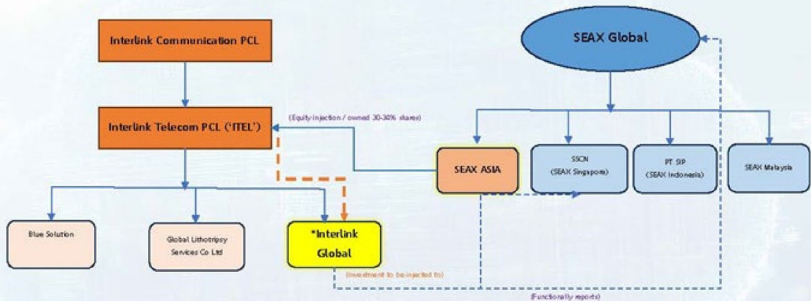 Interlink Communication PCL
SEAX Global
Interlink Telecom PCL ('ITEL')
(Equity injection / owned 30-34% shares)
SEAX ASIA
SSCN
(SEAX Singapore)
PT SIP
(SEAX Indonesia)
SEAX Malaysia
Blue Solution
Global Lithotripsy
Services Co Ltd
*Interlink
Global
(Investment to be injected to)
(Functionally reports)